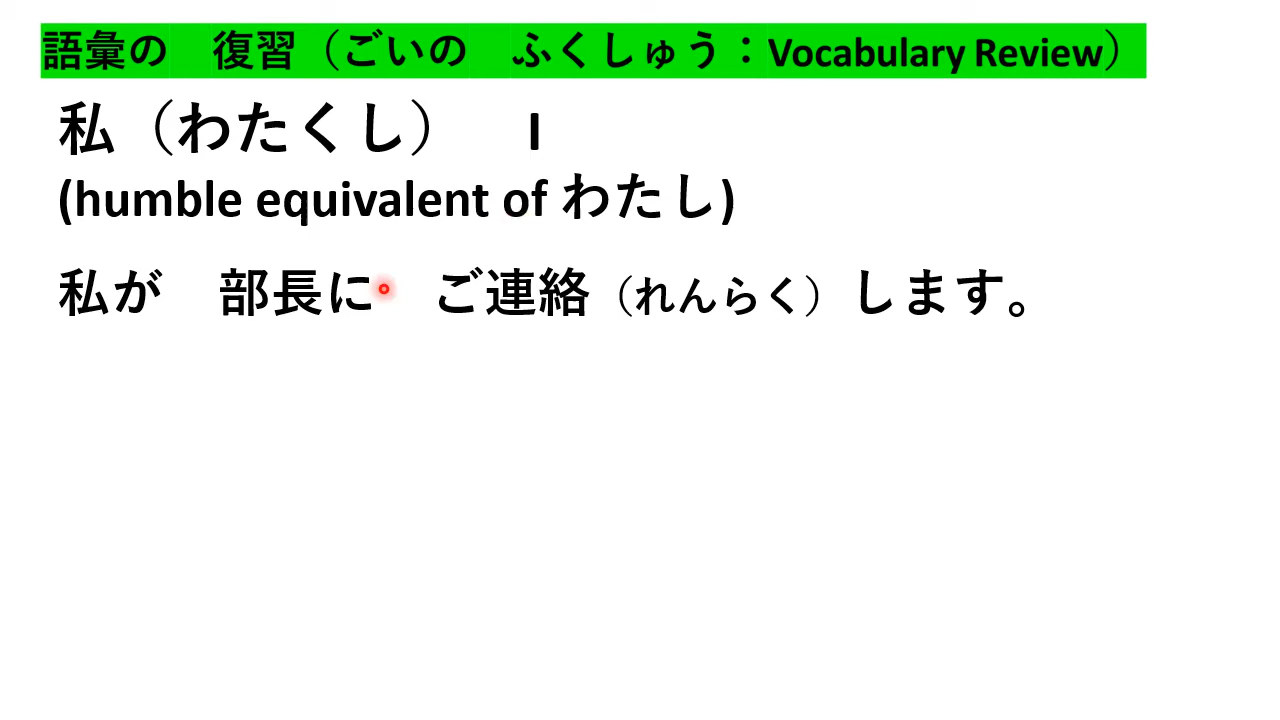 語彙の　復習（ごいの　ふくしゅう：Vocabulary Review）
私（わたくし）　I
(humble equivalent of わたし)
私が　部長に　ご連絡（れんらく）します。